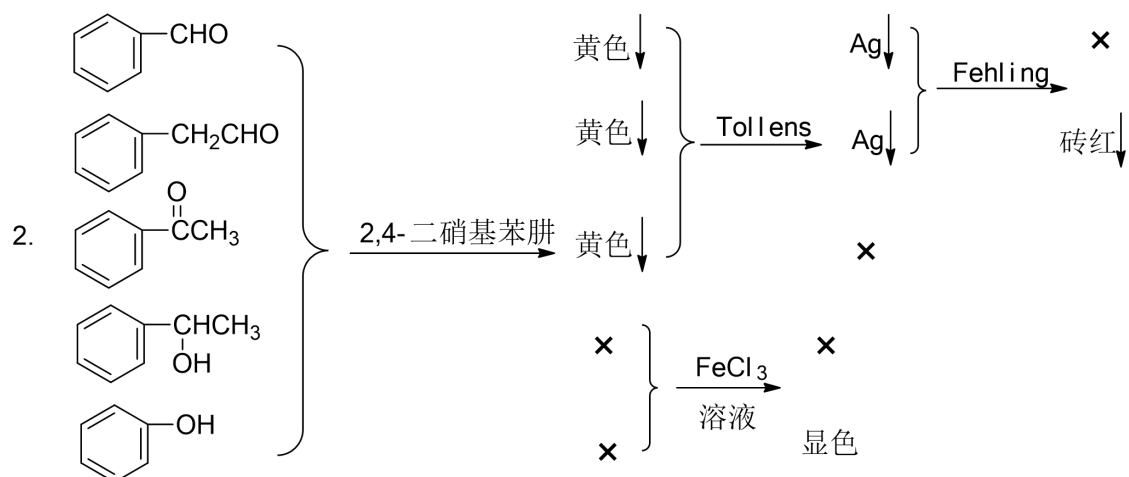 CHO
黄色↓
Ag↓
×
Fehling
CH₂CHO
黄色↓
Tollens
Ag↓
砖红↓
O
2.
CCH₃
2,4-二硝基苯肼
黄色↓
×
CHCH₃
OH
×
FeCl₃
溶液
×
OH
×
显色